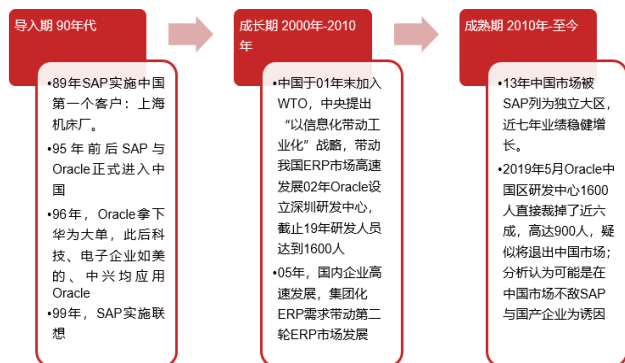 导入期 90年代
•89年SAP实施中国
第一个客户：上海
机床厂。
•95年前后SAP与
Oracle正式进入中
国
•96年，Oracle拿下
华为大单，此后科
技、电子企业如美
的、中兴均应用
Oracle
•99年，SAP实施联
想
成长期 2000年-2010
年
•中国于01年末加入
WTO，中央提出
“以信息化带动工
业化”战略，带动
我国ERP市场高速
发展02年Oracle设
立深圳研发中心，
截止19年研发人员
达到1600人
•05年，国内企业高
速发展，集团化
ERP需求带动第二
轮ERP市场发展
成熟期 2010年-至今
•13年中国市场被
SAP列为独立大区，
近七年业绩稳健增
长。
•2019年5月Oracle中
国区研发中心1600
人直接裁掉了近六
成，高达900人，疑
似将退出中国市场；
分析认为可能是在
中国市场不敌SAP
与国产企业为诱因